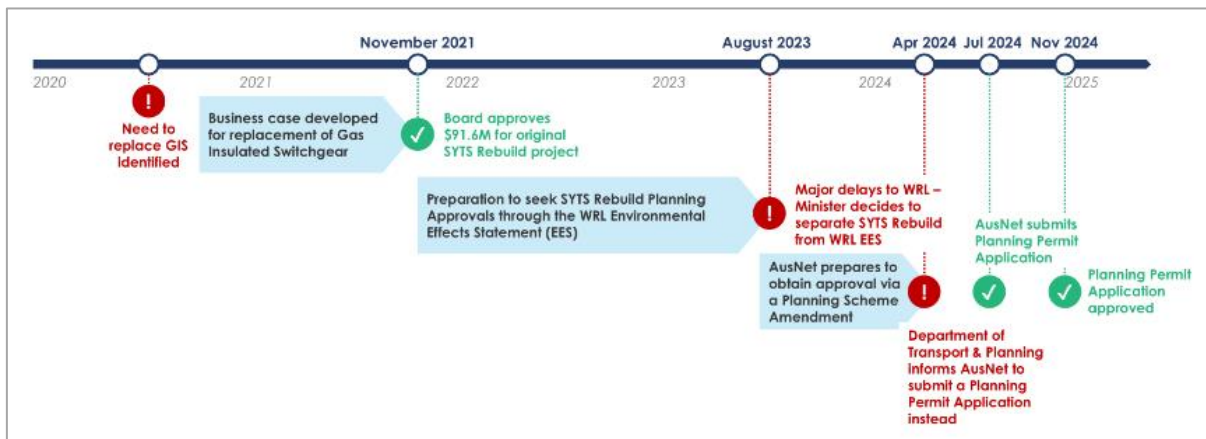 November 2021
August 2023
Apr 2024
Jul 2024
Nov 2024
2020
2021
2022
2023
2024
2025
!
Need to
replace GIS
identified
Business case developed
for replacement of Gas
Insulated Switchgear
Board approves
$91.6M for original
SYTS Rebuild project
Preparation to seek SYTS Rebuild Planning
Approvals through the WRL Environmental
Effects Statement (EES)
!
Major delays to WRL –
Minister decides to
separate SYTS Rebuild
from WRL EES
AusNet prepares to
obtain approval via
a Planning Scheme
Amendment
!
Department of
Transport & Planning
informs AusNet to
submit a Planning
Permit Application
instead
AusNet submits
Planning Permit
Application
Planning Permit
Application
approved